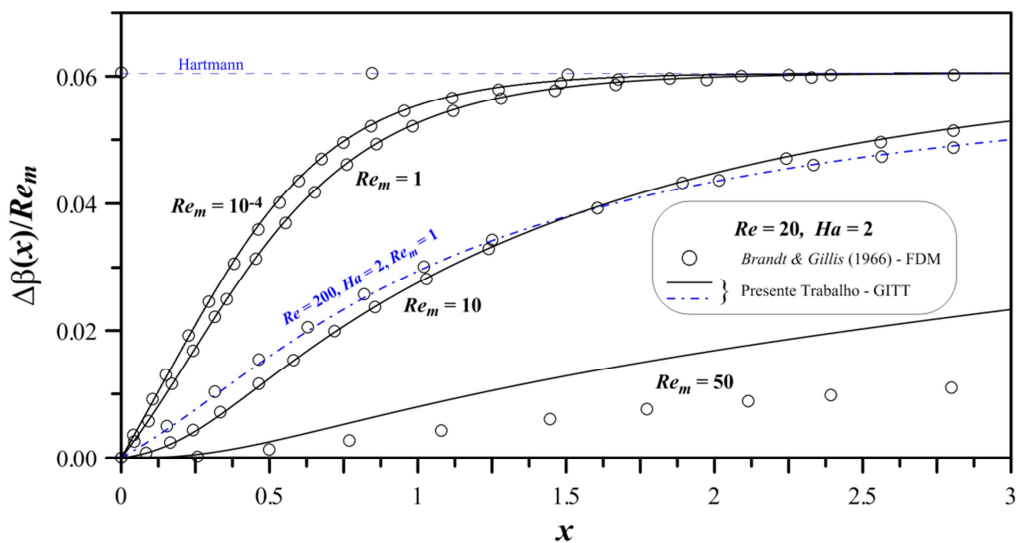 Hartmann
0.06
0.04
0.02
0.00
Δβ(x)/Re_m
Re_m = 10⁻⁴
Re_m = 1
Re = 200, Ha = 2, Re_m = 1
Re_m = 10
Re_m = 50
Re = 20, Ha = 2
Brandt & Gillis (1966) - FDM
} Presente Trabalho - GITT
0 0.5 1 1.5 2 2.5 3
x